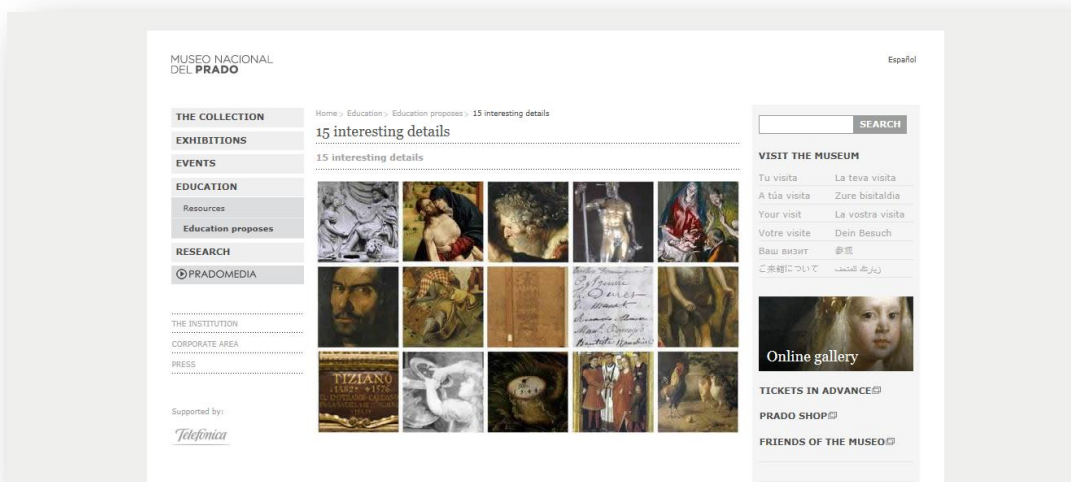 MUSEO NACIONAL
DEL PRADO
Español
THE COLLECTION
EXHIBITIONS
EVENTS
EDUCATION
Resources
Education proposes
RESEARCH
PRADOMEDIA
THE INSTITUTION
CORPORATE AREA
PRESS
Supported by:
Telefónica
Home > Education > Education proposes > 15 interesting details
15 interesting details
15 interesting details
TIZIANO
SEARCH
VISIT THE MUSEUM
Tu visita La teva visita
A túa visita Zure bisitaldia
Your visit La vostra visita
Votre visite Dein Besuch
Ваш визит 参观
ご来館について زيارتك للمتحف
Online gallery
TICKETS IN ADVANCE
PRADO SHOP
FRIENDS OF THE MUSEO